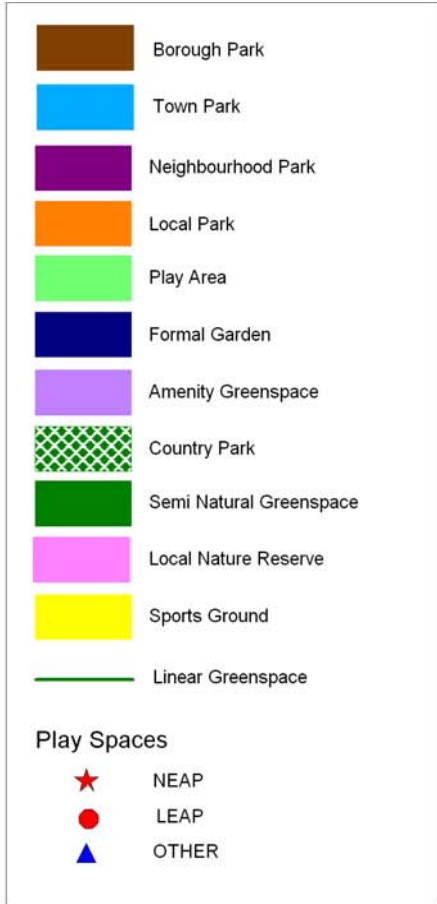 Borough Park
Town Park
Neighbourhood Park
Local Park
Play Area
Formal Garden
Amenity Greenspace
Country Park
Semi Natural Greenspace
Local Nature Reserve
Sports Ground
Linear Greenspace
Play Spaces
NEAP
LEAP
OTHER